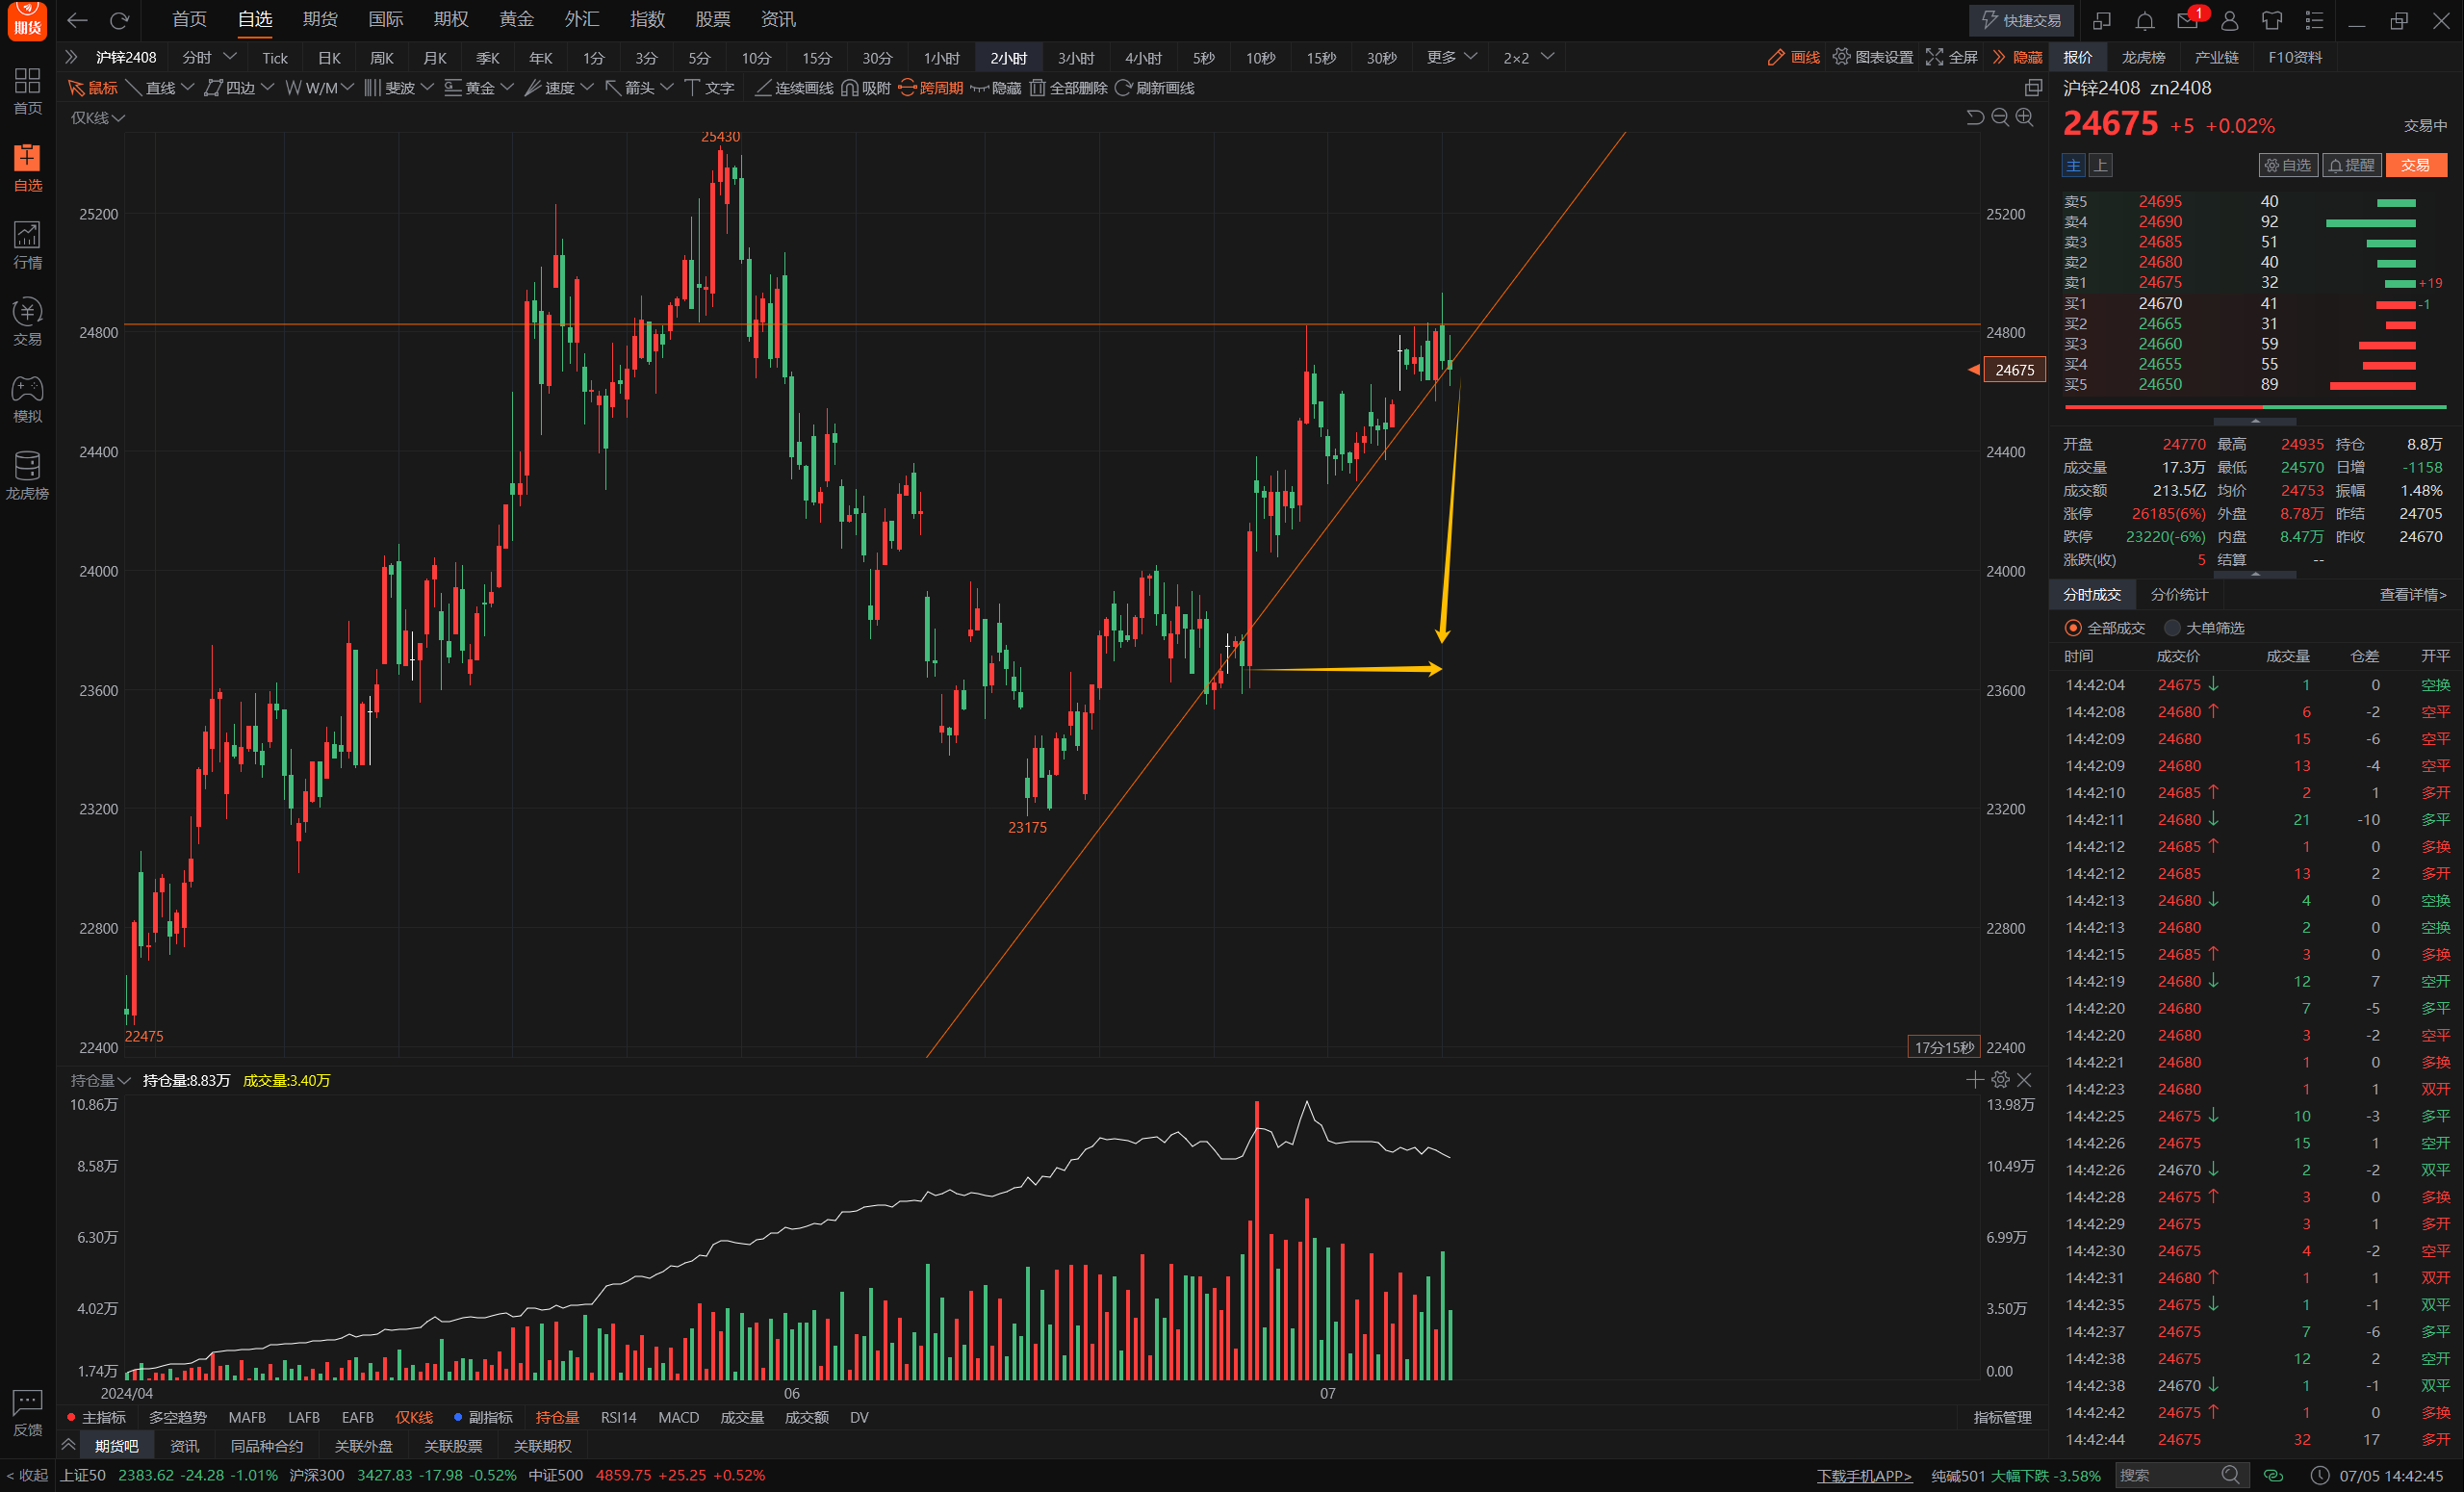 期货
首页 自选 期货 国际 期权 黄金 外汇 指数 股票 资讯
快捷交易 1
沪锌2408 分时 Tick 日K 周K 月K 季K 年K 1分 3分 5分 10分 15分 30分 1小时 2小时 3小时 4小时 5秒 10秒 15秒 30秒 更多 2×2
画线 图表设置 全屏 隐藏
鼠标 直线 四边 W/M 斐波 黄金 速度 箭头 文字 连续画线 吸附 跨周期 隐藏 全部删除 刷新画线
首页
自选
行情
交易
模拟
龙虎榜
反馈
< 收起
仅K线
25430
25200 25200
24800 24800
24675
24400 24400
24000 24000
23600 23600
23200 23200
23175
22800 22800
22475
22400 17分15秒 22400
持仓量 持仓量:8.83万 成交量:3.40万
10.86万 13.98万
8.58万 10.49万
6.30万 6.99万
4.02万 3.50万
1.74万 0.00
2024/04 06 07
主指标 多空趋势 MAFB LAFB EAFB 仅K线 副指标 持仓量 RSI14 MACD 成交量 成交额 DV 指标管理
期货吧 资讯 同品种合约 关联外盘 关联股票 关联期权
报价 龙虎榜 产业链 F10资料
沪锌2408 zn2408
24675 +5 +0.02% 交易中
主 上 自选 提醒 交易
卖5 24695 40
卖4 24690 92
卖3 24685 51
卖2 24680 40
卖1 24675 32 +19
买1 24670 41 -1
买2 24665 31
买3 24660 59
买4 24655 55
买5 24650 89
开盘 24770 最高 24935 持仓 8.8万
成交量 17.3万 最低 24570 日增 -1158
成交额 213.5亿 均价 24753 振幅 1.48%
涨停 26185(6%) 外盘 8.78万 昨结 24705
跌停 23220(-6%) 内盘 8.47万 昨收 24670
涨跌(收) 5 结算 --
分时成交 分价统计 查看详情>
全部成交 大单筛选
时间 成交价 成交量 仓差 开平
14:42:04 24675↓ 1 0 空换
14:42:08 24680↑ 6 -2 空平
14:42:09 24680 15 -6 空平
14:42:09 24680 13 -4 空平
14:42:10 24685↑ 2 1 多开
14:42:11 24680↓ 21 -10 多平
14:42:12 24685↑ 1 0 多换
14:42:12 24685 13 2 多开
14:42:13 24680↓ 4 0 空换
14:42:13 24680 2 0 空换
14:42:15 24685↑ 3 0 多换
14:42:19 24680↓ 12 7 空开
14:42:20 24680 7 -5 多平
14:42:20 24680 3 -2 空平
14:42:21 24680 1 0 多换
14:42:23 24680 1 1 双开
14:42:25 24675↓ 10 -3 多平
14:42:26 24675 15 1 空开
14:42:26 24670↓ 2 -2 双平
14:42:28 24675↑ 3 0 多换
14:42:29 24675 3 1 多开
14:42:30 24675 4 -2 空平
14:42:31 24680↑ 1 1 双开
14:42:35 24675↓ 1 -1 双平
14:42:37 24675 7 -6 多平
14:42:38 24675 12 2 空开
14:42:38 24670↓ 1 -1 双平
14:42:42 24675↑ 1 0 多换
14:42:44 24675 32 17 多开
上证50 2383.62 -24.28 -1.01% 沪深300 3427.83 -17.98 -0.52% 中证500 4859.75 +25.25 +0.52% 下载手机APP> 纯碱501 大幅下跌 -3.58% 搜索 07/05 14:42:45